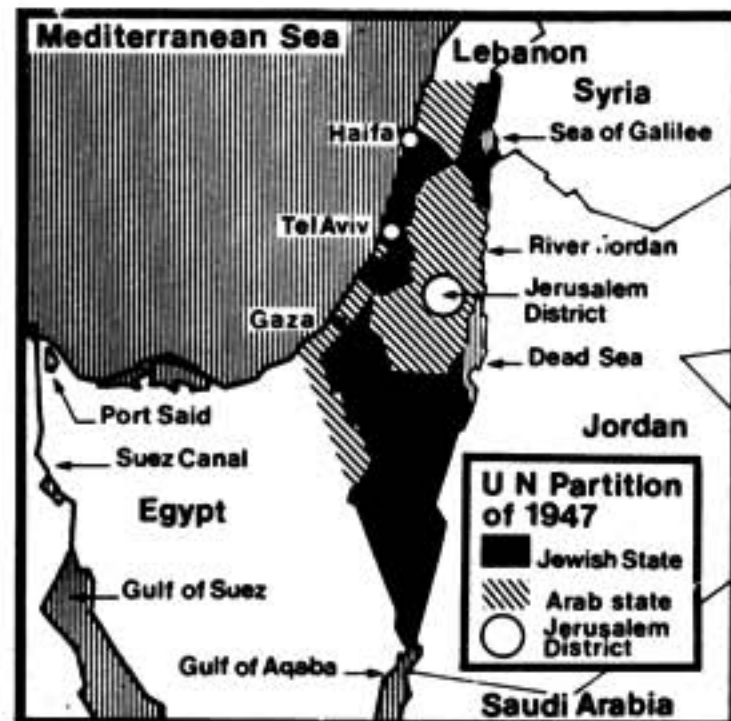 Mediterranean Sea
Lebanon
Syria
Haifa
Sea of Galilee
Tel Aviv
River Jordan
Jerusalem
District
Gaza
Dead Sea
Port Said
Jordan
Suez Canal
Egypt
U N Partition
of 1947
Jewish State
Arab state
Jerusalem
District
Gulf of Suez
Gulf of Aqaba
Saudi Arabia